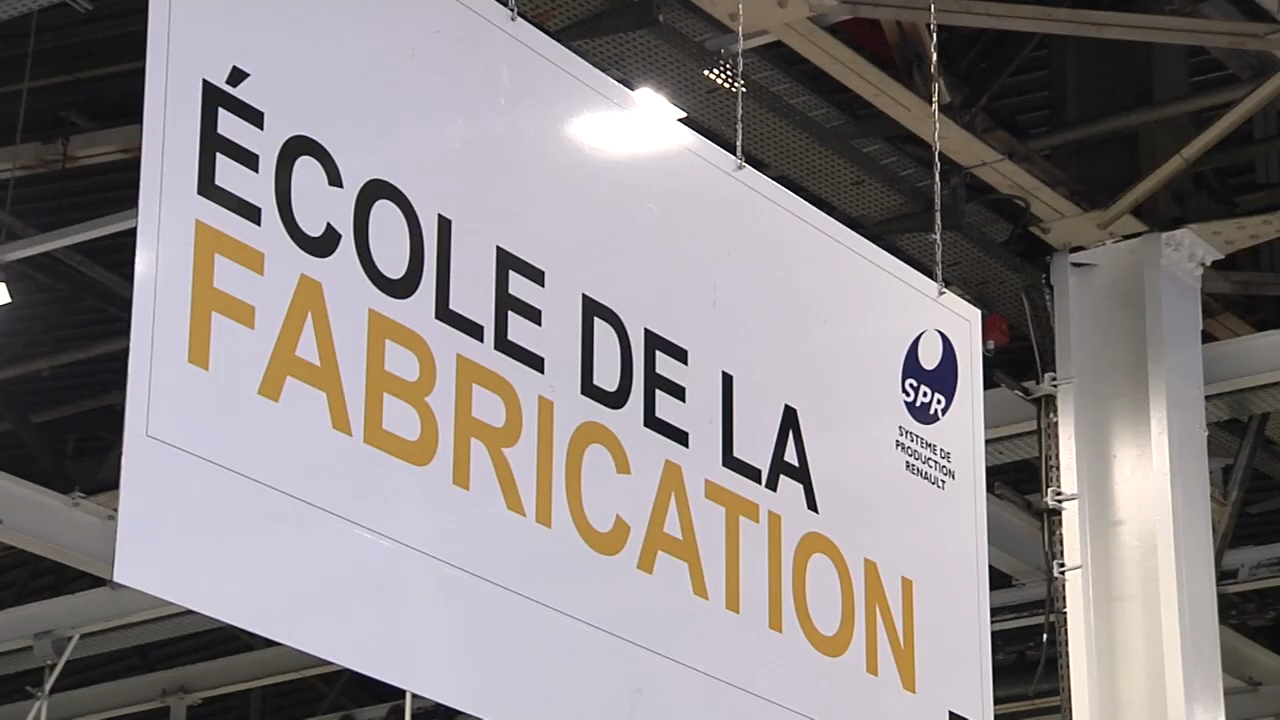 ÉCOLE DE LA
FABRICATION
SPR
SYSTEME DE
PRODUCTION
RENAULT